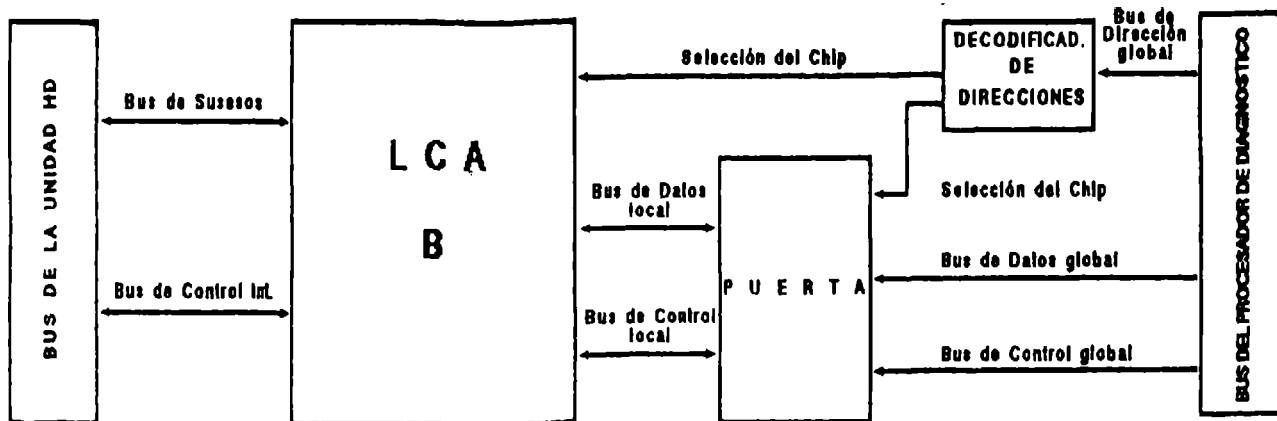 BUS DE LA UNIDAD HD
Bus de Susesos
Bus de Control Int.
L C A
B
Selección del Chip
DECODIFICAD.
DE
DIRECCIONES
Bus de
Dirección
global
Bus de Datos
local
Selección del Chip
Bus de Datos global
P U E R T A
Bus de Control
local
Bus de Control global
BUS DEL PROCESADOR DE DIAGNOSTICO